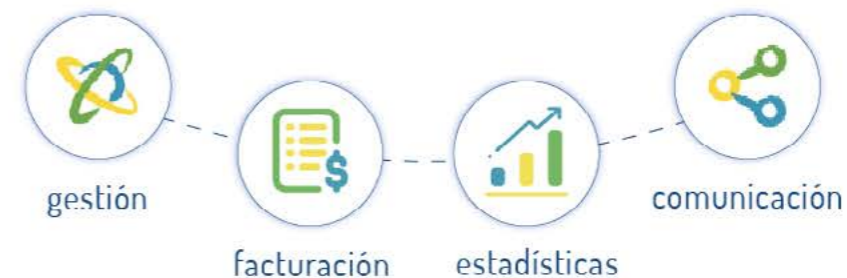 gestión
facturación
estadísticas
comunicación
$